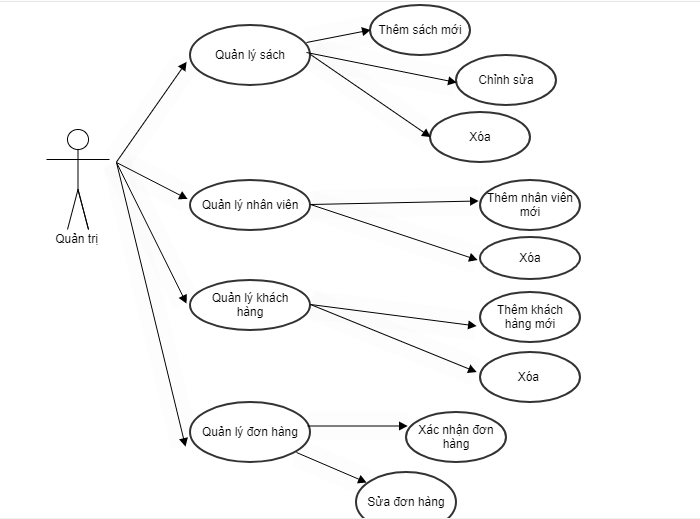 Thêm sách mới
Quản lý sách
Chỉnh sửa
Xóa
Quản trị
Quản lý nhân viên
Thêm nhân viên
mới
Xóa
Quản lý khách
hàng
Thêm khách
hàng mới
Xóa
Quản lý đơn hàng
Xác nhận đơn
hàng
Sửa đơn hàng